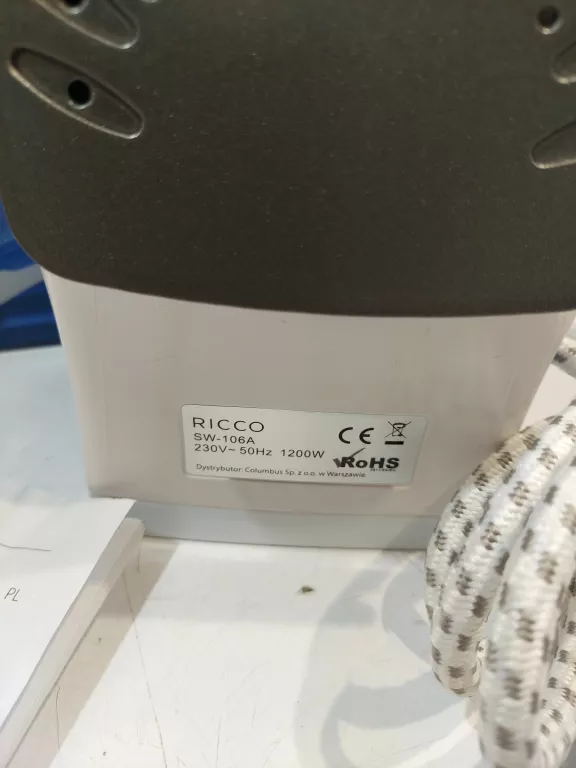 RICCO
SW-106A
230V~ 50Hz 1200W
CE
RoHS
Dystrybutor: Columbus Sp. z o.o. w Warszawie
PL